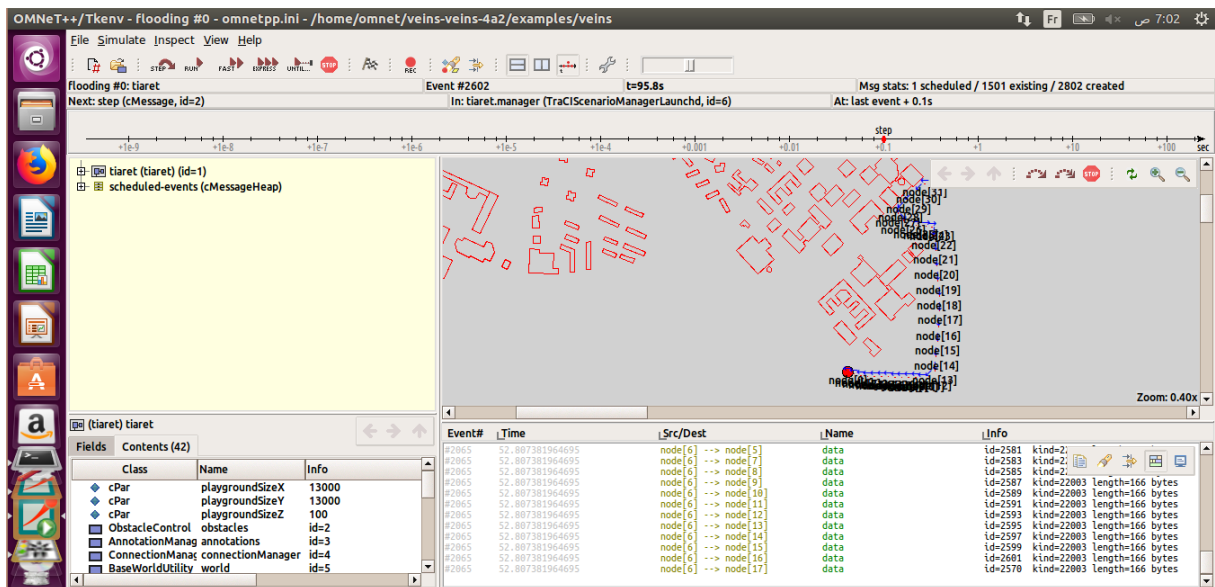 OMNeT++/Tkenv - flooding #0 - omnetpp.ini - /home/omnet/veins-veins-4a2/examples/veins Fr ص 7:02
File Simulate Inspect View Help
STEP RUN FAST EXPRESS UNTIL... STOP REC
flooding #0: tiaret Event #2602 t=95.8s Msg stats: 1 scheduled / 1501 existing / 2802 created
Next: step (cMessage, id=2) In: tiaret.manager (TraCIScenarioManagerLaunchd, id=6) At: last event + 0.1s
step
+1e-9 +1e-8 +1e-7 +1e-6 +1e-5 +1e-4 +0.001 +0.01 +0.1 +1 +10 +100 sec
tiaret (tiaret) (id=1)
scheduled-events (cMessageHeap)
STOP
node[31]
node[30]
node[29]
node[22]
node[21]
node[20]
node[19]
node[18]
node[17]
node[16]
node[15]
node[14]
node[13]
Zoom: 0.40x
(tiaret) tiaret
Fields Contents (42)
Class Name Info
cPar playgroundSizeX 13000
cPar playgroundSizeY 13000
cPar playgroundSizeZ 100
ObstacleControl obstacles id=2
AnnotationManag annotations id=3
ConnectionManag connectionManager id=4
BaseWorldUtility world id=5
Event# Time Src/Dest Name Info
#2065 52.807381964695 node[6] --> node[5] data id=2581 kind=22
#2065 52.807381964695 node[6] --> node[7] data id=2583 kind=22
#2065 52.807381964695 node[6] --> node[8] data id=2585 kind=22
#2065 52.807381964695 node[6] --> node[9] data id=2587 kind=22003 length=166 bytes
#2065 52.807381964695 node[6] --> node[10] data id=2589 kind=22003 length=166 bytes
#2065 52.807381964695 node[6] --> node[11] data id=2591 kind=22003 length=166 bytes
#2065 52.807381964695 node[6] --> node[12] data id=2593 kind=22003 length=166 bytes
#2065 52.807381964695 node[6] --> node[13] data id=2595 kind=22003 length=166 bytes
#2065 52.807381964695 node[6] --> node[14] data id=2597 kind=22003 length=166 bytes
#2065 52.807381964695 node[6] --> node[15] data id=2599 kind=22003 length=166 bytes
#2065 52.807381964695 node[6] --> node[16] data id=2601 kind=22003 length=166 bytes
#2065 52.807381964695 node[6] --> node[17] data id=2570 kind=22003 length=166 bytes